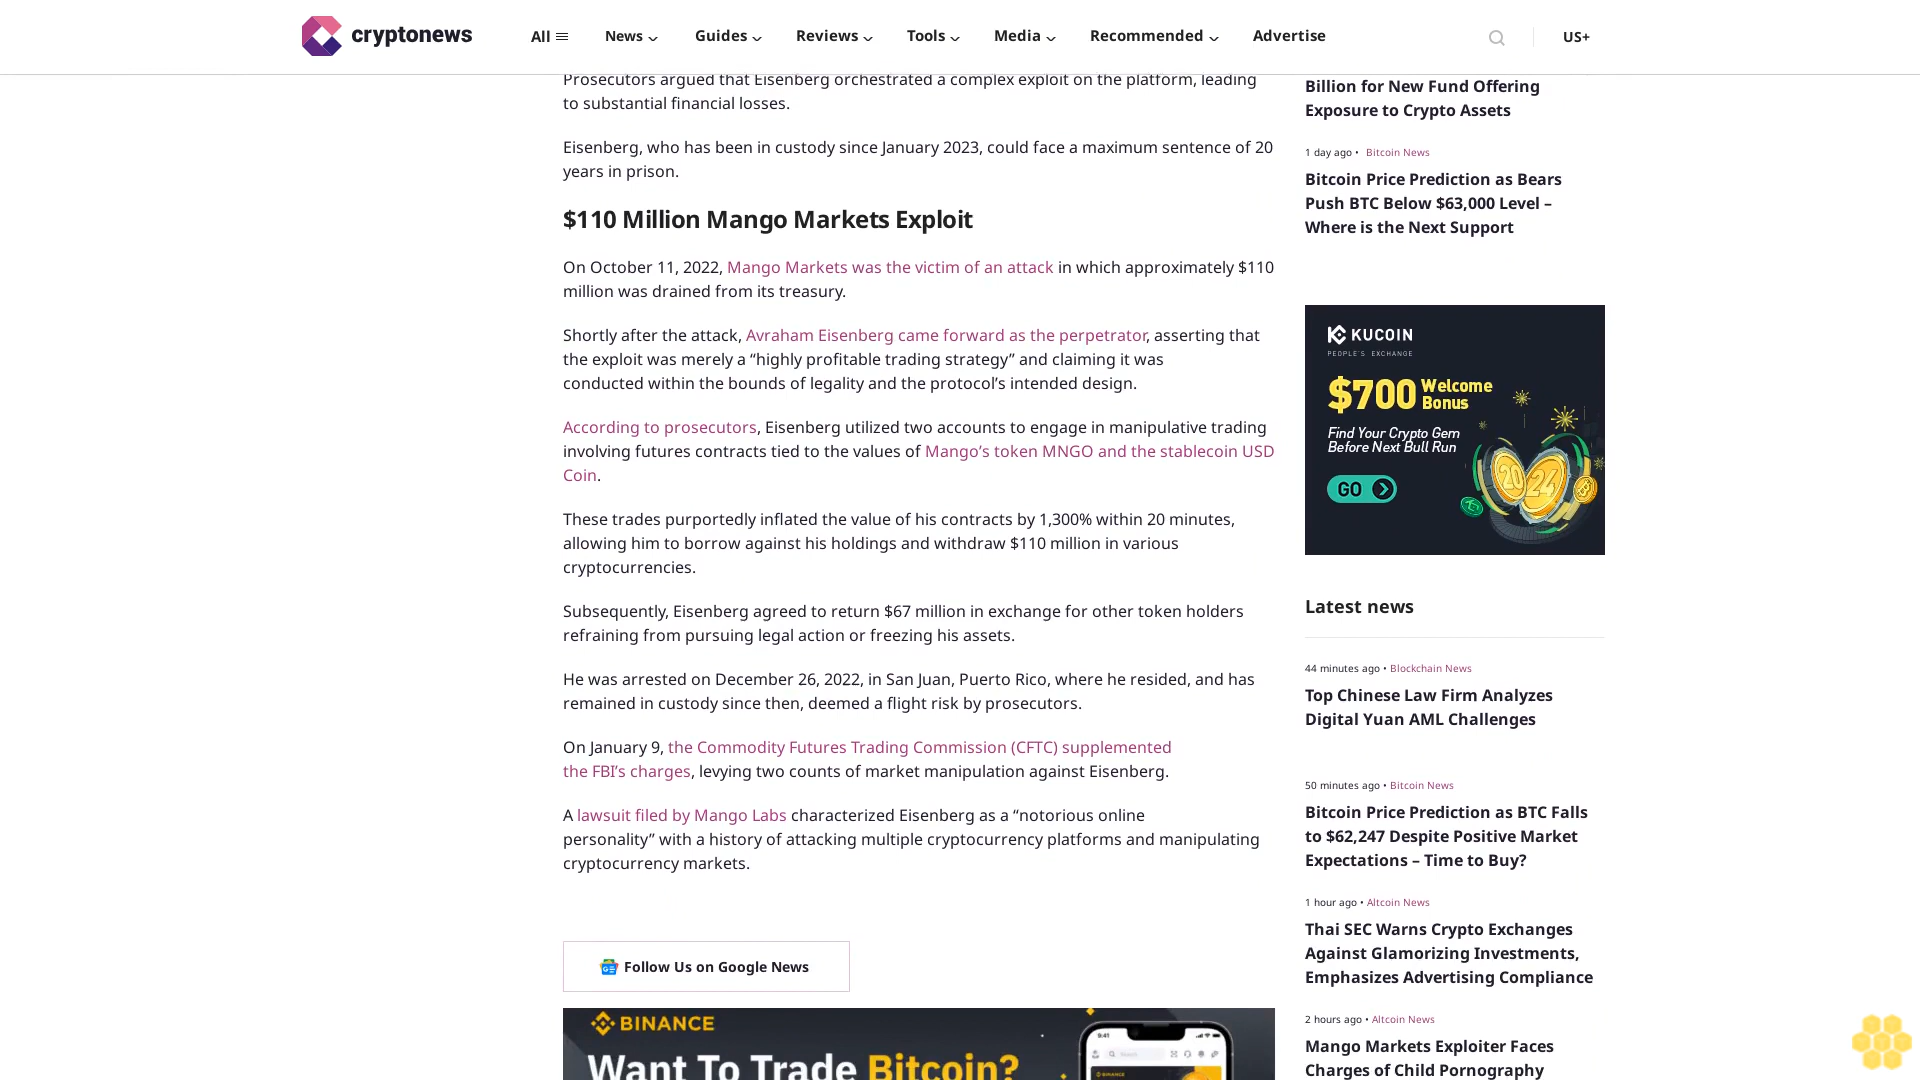 cryptonews
All
News
Guides
Reviews
Tools
Media
Recommended
Advertise
US+
Prosecutors argued that Eisenberg orchestrated a complex exploit on the platform, leading
to substantial financial losses.
Eisenberg, who has been in custody since January 2023, could face a maximum sentence of 20
years in prison.
$110 Million Mango Markets Exploit
On October 11, 2022, Mango Markets was the victim of an attack in which approximately $110
million was drained from its treasury.
Shortly after the attack, Avraham Eisenberg came forward as the perpetrator, asserting that
the exploit was merely a “highly profitable trading strategy” and claiming it was
conducted within the bounds of legality and the protocol’s intended design.
According to prosecutors, Eisenberg utilized two accounts to engage in manipulative trading
involving futures contracts tied to the values of Mango’s token MNGO and the stablecoin USD
Coin.
These trades purportedly inflated the value of his contracts by 1,300% within 20 minutes,
allowing him to borrow against his holdings and withdraw $110 million in various
cryptocurrencies.
Subsequently, Eisenberg agreed to return $67 million in exchange for other token holders
refraining from pursuing legal action or freezing his assets.
He was arrested on December 26, 2022, in San Juan, Puerto Rico, where he resided, and has
remained in custody since then, deemed a flight risk by prosecutors.
On January 9, the Commodity Futures Trading Commission (CFTC) supplemented
the FBI’s charges, levying two counts of market manipulation against Eisenberg.
A lawsuit filed by Mango Labs characterized Eisenberg as a “notorious online
personality” with a history of attacking multiple cryptocurrency platforms and manipulating
cryptocurrency markets.
Follow Us on Google News
BINANCE
Want To Trade Bitcoin?
9:41
Billion for New Fund Offering
Exposure to Crypto Assets
1 day ago • Bitcoin News
Bitcoin Price Prediction as Bears
Push BTC Below $63,000 Level –
Where is the Next Support
KUCOIN
PEOPLE'S EXCHANGE
$700 Welcome
Bonus
Find Your Crypto Gem
Before Next Bull Run
GO
20 24
Latest news
44 minutes ago • Blockchain News
Top Chinese Law Firm Analyzes
Digital Yuan AML Challenges
50 minutes ago • Bitcoin News
Bitcoin Price Prediction as BTC Falls
to $62,247 Despite Positive Market
Expectations – Time to Buy?
1 hour ago • Altcoin News
Thai SEC Warns Crypto Exchanges
Against Glamorizing Investments,
Emphasizes Advertising Compliance
2 hours ago • Altcoin News
Mango Markets Exploiter Faces
Charges of Child Pornography